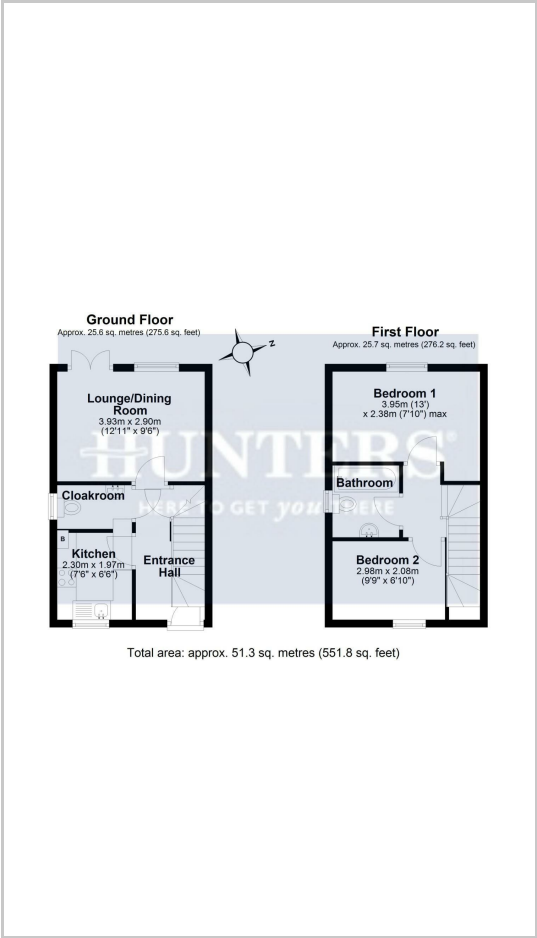 Ground Floor
Approx. 25.6 sq. metres (275.6 sq. feet)
Z
First Floor
Approx. 25.7 sq. metres (276.2 sq. feet)
Lounge/Dining
Room
3.93m x 2.90m
(12'11" x 9'6")
Bedroom 1
3.95m (13')
x 2.38m (7'10") max
HUNTERS®
HERE TO GET you THERE
Cloakroom
Bathroom
B
Kitchen
2.30m x 1.97m
(7'6" x 6'6")
Entrance
Hall
Bedroom 2
2.98m x 2.08m
(9'9" x 6'10")
Total area: approx. 51.3 sq. metres (551.8 sq. feet)